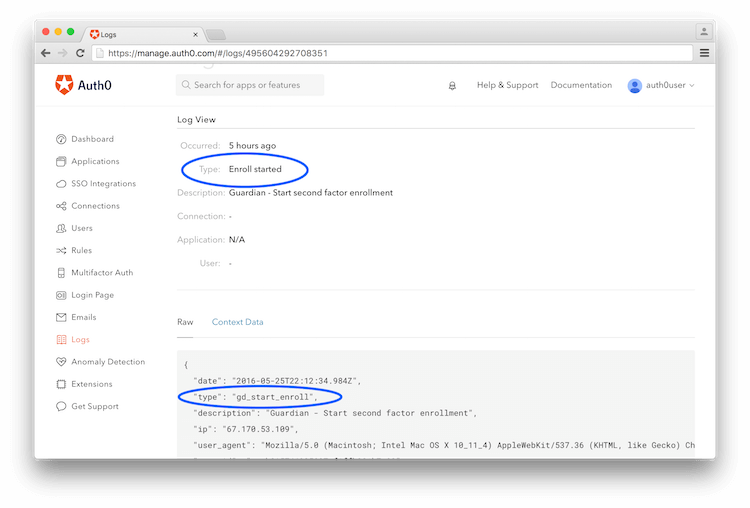 Logs
https://manage.auth0.com/#/logs/495604292708351
Auth0
Search for apps or features
Help & Support
Documentation
auth0user
Dashboard
Applications
SSO Integrations
Connections
Users
Rules
Multifactor Auth
Login Page
Emails
Logs
Anomaly Detection
Extensions
Get Support
Log View
Occurred: 5 hours ago
Type: Enroll started
Description: Guardian - Start second factor enrollment
Connection: -
Application: N/A
User: -
Raw
Context Data
{
"date": "2016-05-25T22:12:34.984Z",
"type": "gd_start_enroll",
"description": "Guardian - Start second factor enrollment",
"ip": "67.170.53.109",
"user_agent": "Mozilla/5.0 (Macintosh; Intel Mac OS X 10_11_4) AppleWebKit/537.36 (KHTML, like Gecko) Ch